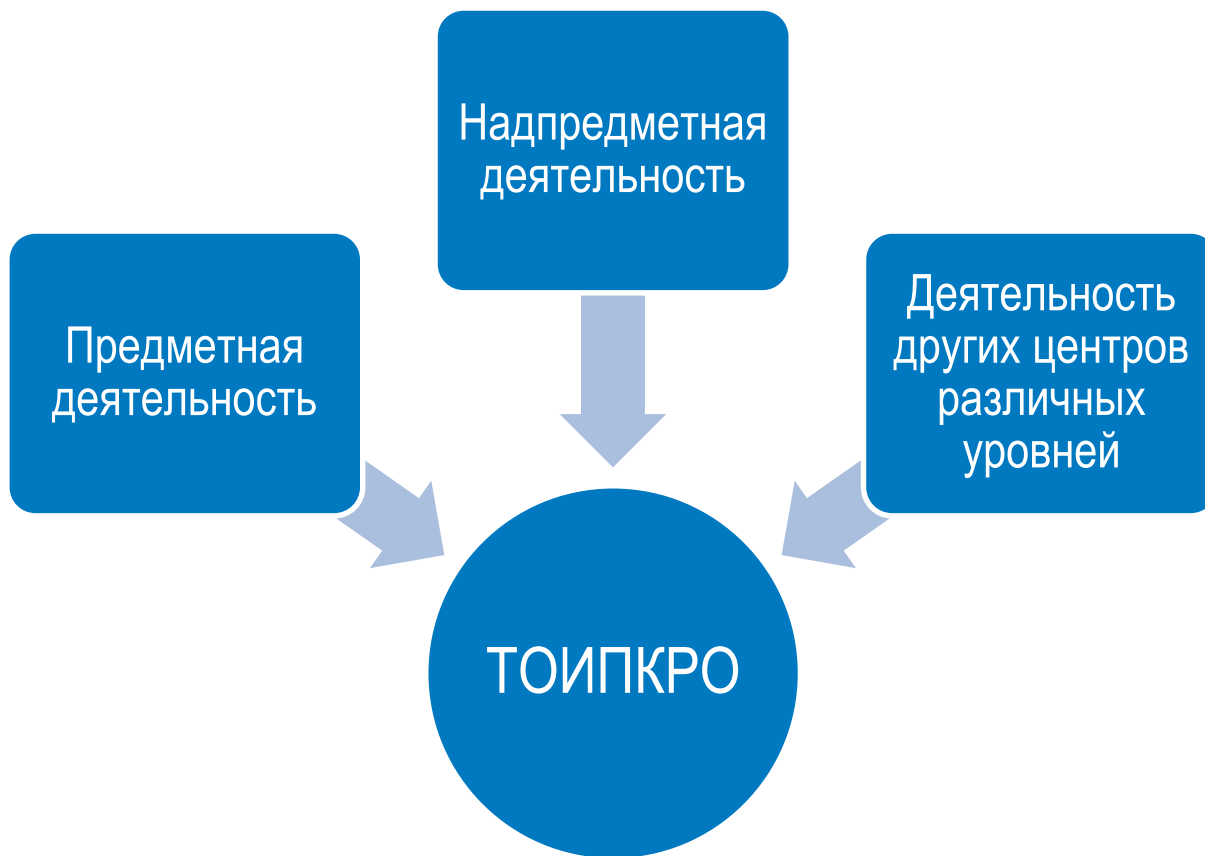 Надпредметная
деятельность
Предметная
деятельность
Деятельность
других центров
различных
уровней
ТОИПКРО